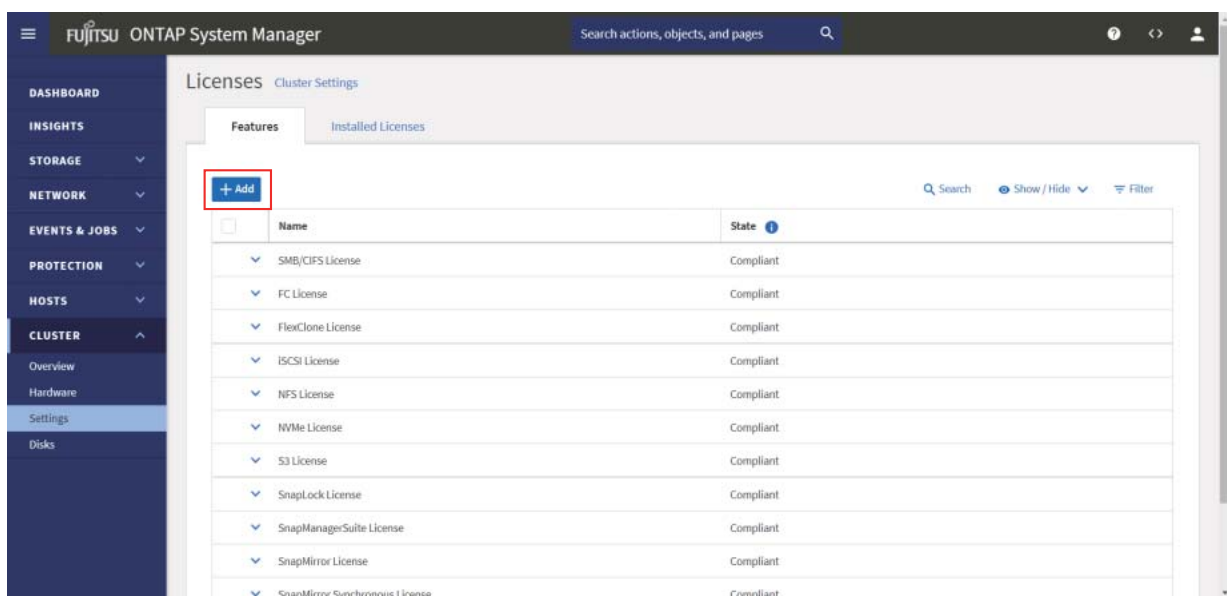 FUJITSU ONTAP System Manager
Search actions, objects, and pages
DASHBOARD
INSIGHTS
STORAGE
NETWORK
EVENTS & JOBS
PROTECTION
HOSTS
CLUSTER
Overview
Hardware
Settings
Disks
Licenses Cluster Settings
Features Installed Licenses
+ Add
Search Show / Hide Filter
Name State
SMB/CIFS License Compliant
FC License Compliant
FlexClone License Compliant
iSCSI License Compliant
NFS License Compliant
NVMe License Compliant
S3 License Compliant
SnapLock License Compliant
SnapManagerSuite License Compliant
SnapMirror License Compliant
SnapMirror Synchronous License Compliant